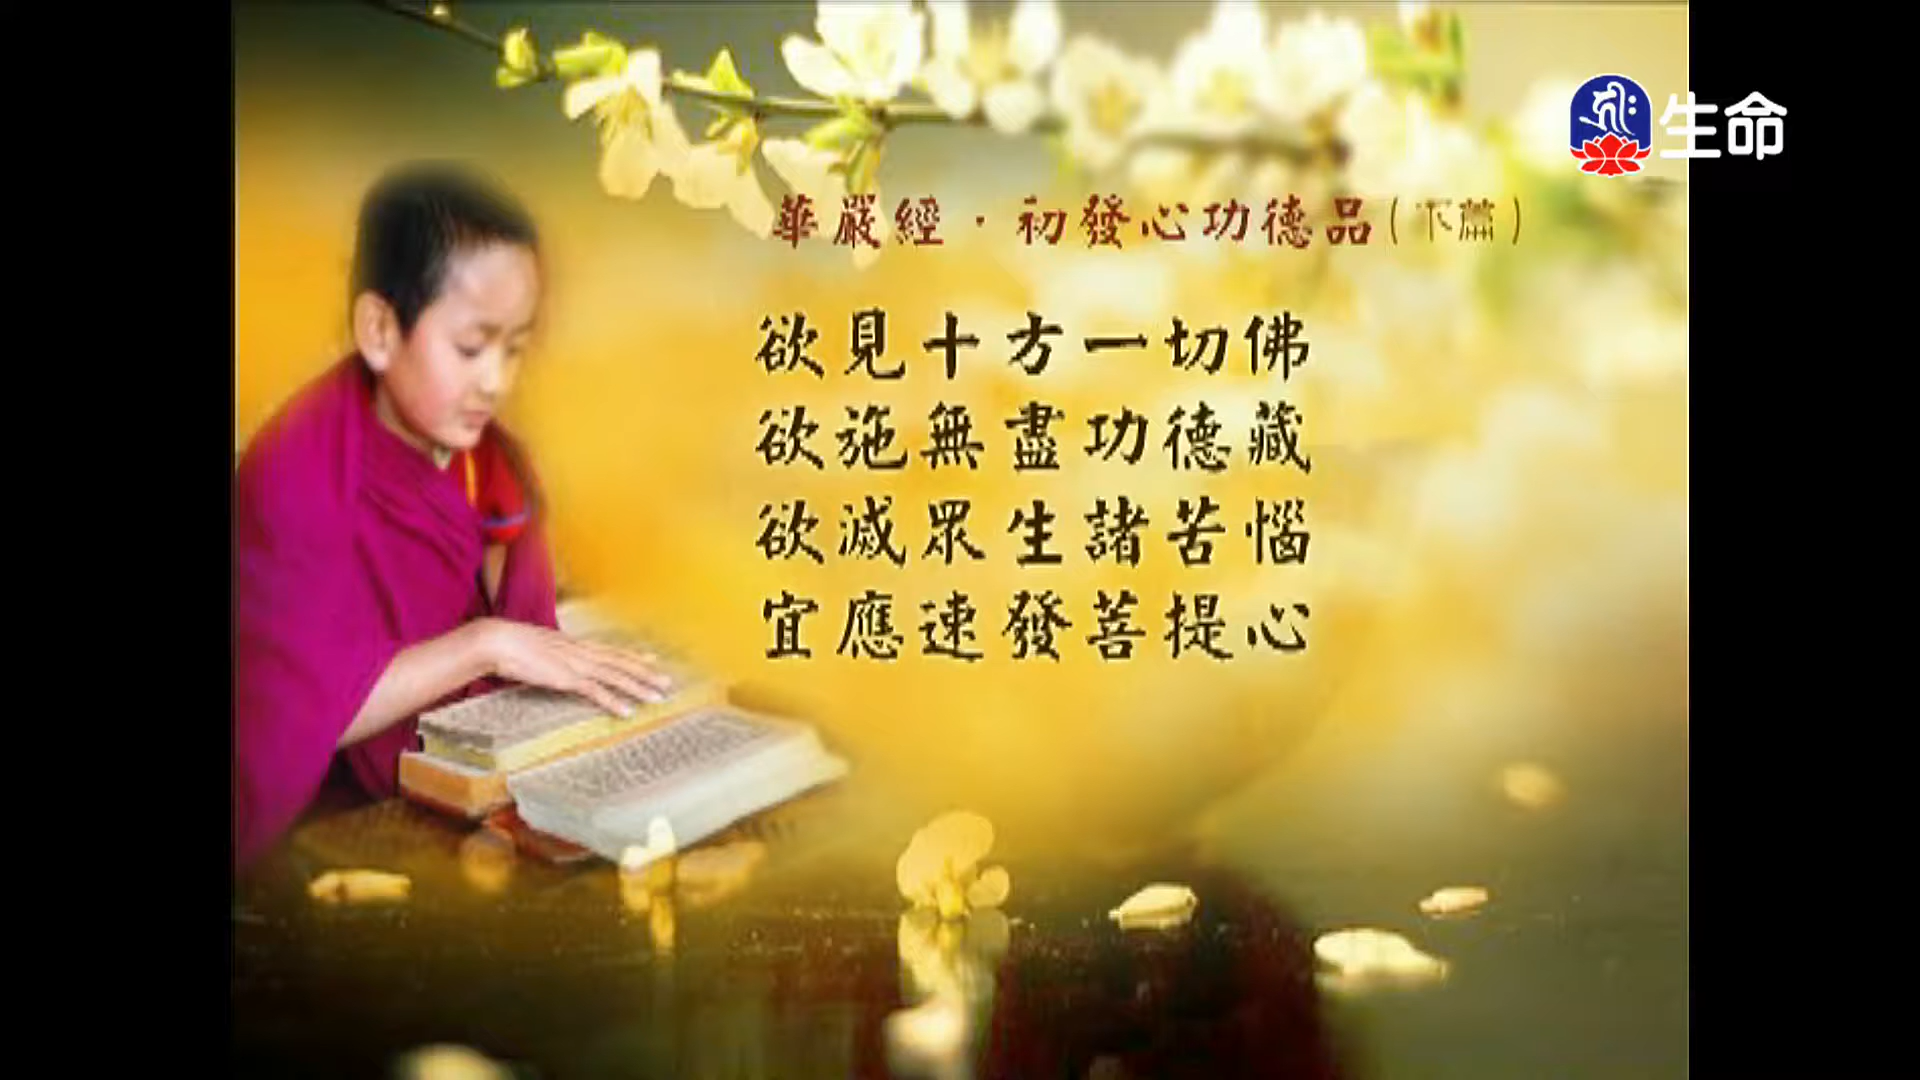 生命
華嚴經·初發心功德品(下篇)
欲見十方一切佛
欲施無盡功德藏
欲滅眾生諸苦惱
宜應速發菩提心